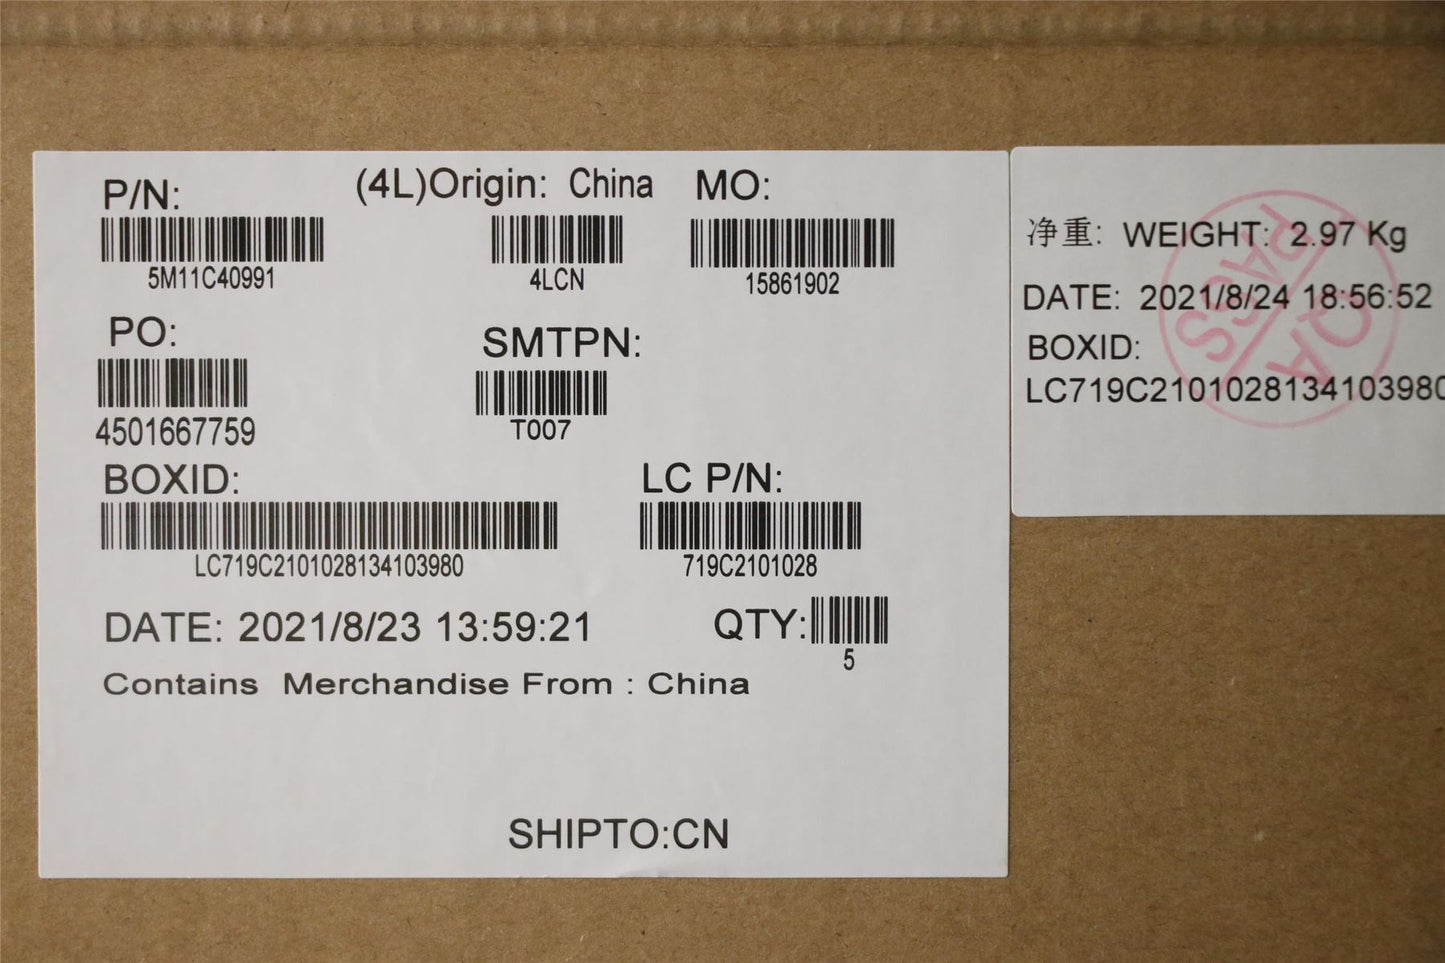 P/N:
(4L)Origin: China
MO:
5M11C40991
4LCN
15861902
PO:
SMTPN:
4501667759
T007
BOXID:
LC P/N:
LC719C2101028134103980
719C2101028
DATE: 2021/8/23 13:59:21
QTY:
5
Contains Merchandise From : China
SHIPTO:CN
净重: WEIGHT: 2.97 Kg
DATE: 2021/8/24 18:56:52
BOXID:
LC719C2101028134103980
QA
PASS